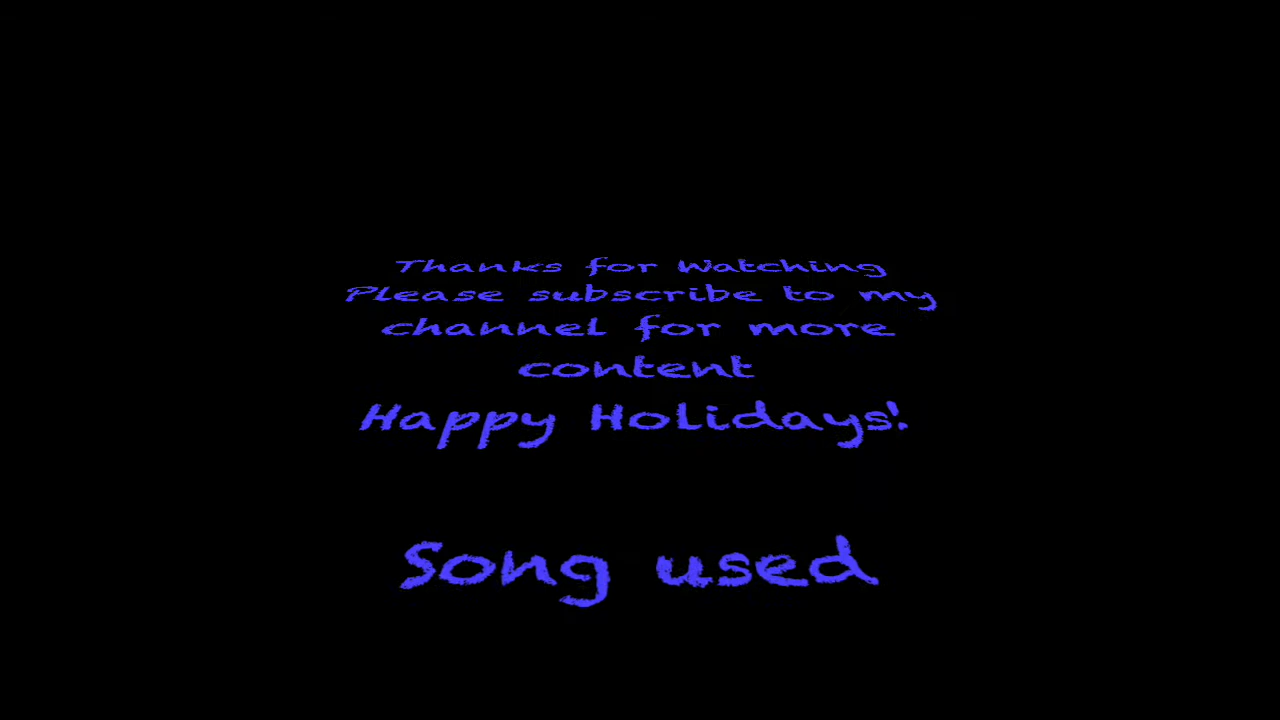 Thanks for Watching
Please subscribe to my
channel for more
content
Happy Holidays!
Song used